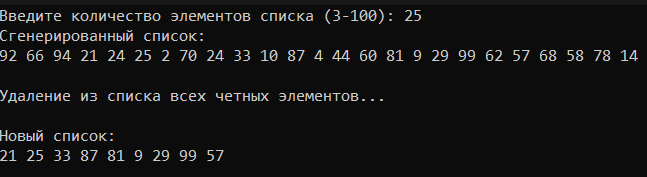 Введите количество элементов списка (3-100): 25
Сгенерированный список:
92 66 94 21 24 25 2 70 24 33 10 87 4 44 60 81 9 29 99 62 57 68 58 78 14
Удаление из списка всех четных элементов...
Новый список:
21 25 33 87 81 9 29 99 57